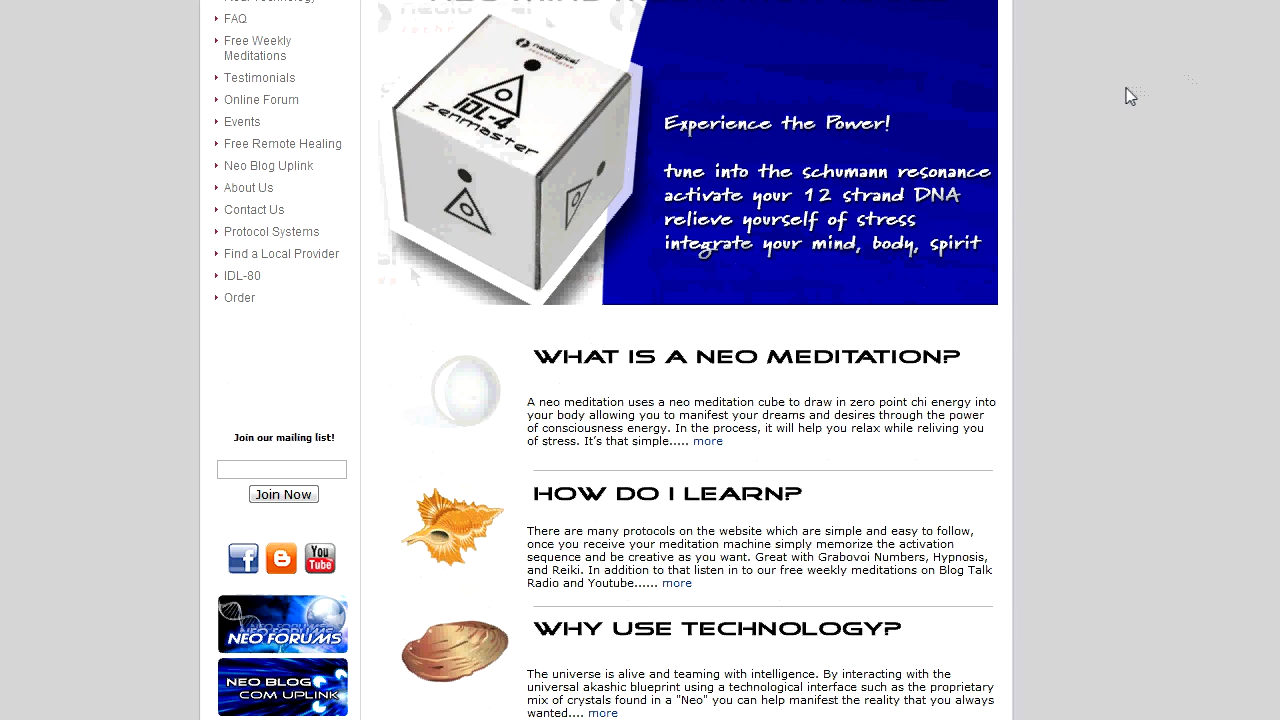 FAQ
Free Weekly
Meditations
Testimonials
Online Forum
Events
Free Remote Healing
Neo Blog Uplink
About Us
Contact Us
Protocol Systems
Find a Local Provider
IDL-80
Order
Join our mailing list!
Join Now
You
Tube
NEO FORUMS
NEO.BLOG
COM UPLINK
neological
IDL-4
zenmaster
Experience the Power!
tune into the schumann resonance
activate your 12 strand DNA
relieve yourself of stress
integrate your mind, body, spirit
WHAT IS A NEO MEDITATION?
A neo meditation uses a neo meditation cube to draw in zero point chi energy into
your body allowing you to manifest your dreams and desires through the power
of consciousness energy. In the process, it will help you relax while reliving you
of stress. It's that simple..... more
HOW DO I LEARN?
There are many protocols on the website which are simple and easy to follow,
once you receive your meditation machine simply memorize the activation
sequence and be creative as you want. Great with Grabovoi Numbers, Hypnosis,
and Reiki. In addition to that listen in to our free weekly meditations on Blog Talk
Radio and Youtube...... more
WHY USE TECHNOLOGY?
The universe is alive and teaming with intelligence. By interacting with the
universal akashic blueprint using a technological interface such as the proprietary
mix of crystals found in a "Neo" you can help manifest the reality that you always
wanted.... more